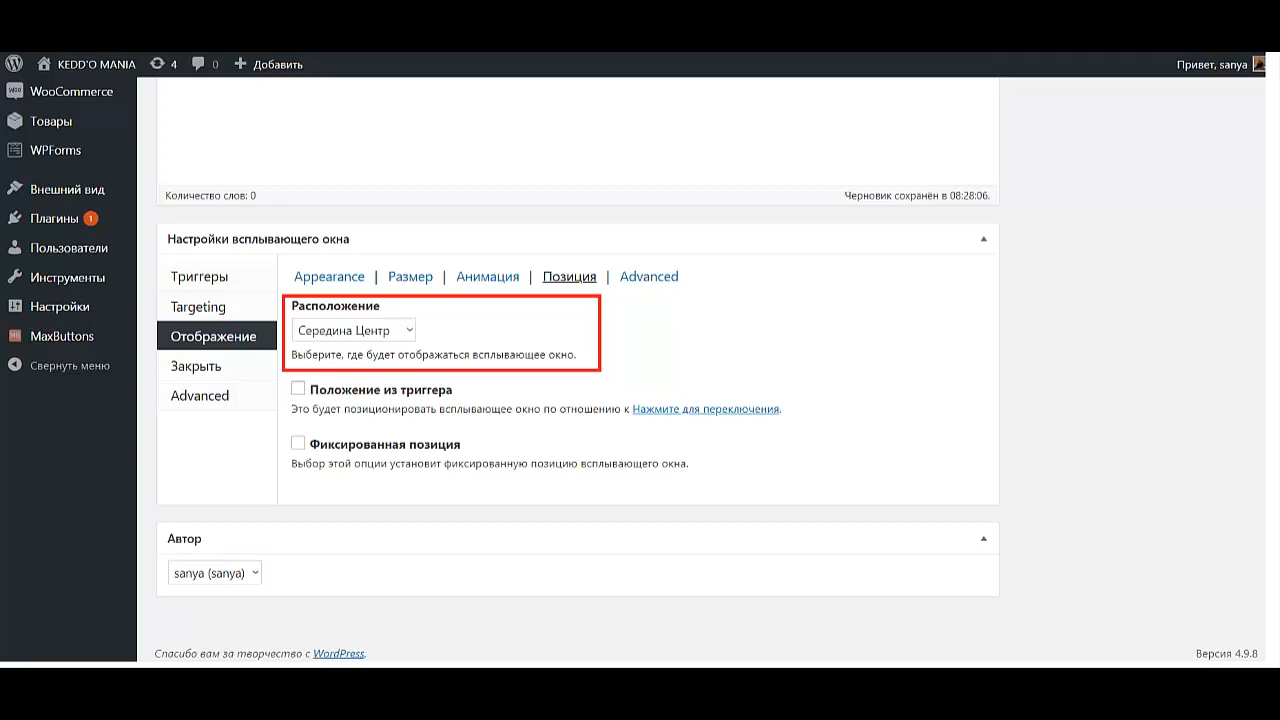 KEDD'O MANIA 4 0 Добавить Привет, sanya
WooCommerce
Товары
WPForms
Внешний вид
Плагины 1
Пользователи
Инструменты
Настройки
MaxButtons
Свернуть меню
Количество слов: 0 Черновик сохранён в 08:28:06.
Настройки всплывающего окна
Триггеры
Targeting
Отображение
Закрыть
Advanced
Appearance | Размер | Анимация | Позиция | Advanced
Расположение
Середина Центр
Выберите, где будет отображаться всплывающее окно.
Положение из триггера
Это будет позиционировать всплывающее окно по отношению к Нажмите для переключения.
Фиксированная позиция
Выбор этой опции установит фиксированную позицию всплывающего окна.
Автор
sanya (sanya)
Спасибо вам за творчество с WordPress. Версия 4.9.8